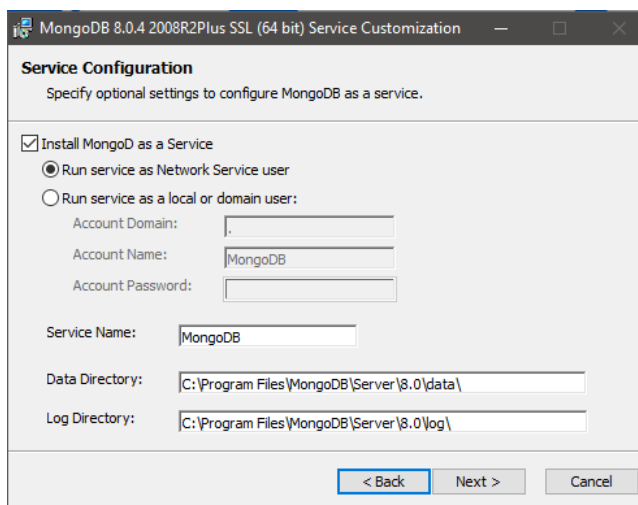 MongoDB 8.0.4 2008R2Plus SSL (64 bit) Service Customization
Service Configuration
Specify optional settings to configure MongoDB as a service.
Install MongoD as a Service
Run service as Network Service user
Run service as a local or domain user:
Account Domain: .
Account Name: MongoDB
Account Password:
Service Name: MongoDB
Data Directory: C:\Program Files\MongoDB\Server\8.0\data\
Log Directory: C:\Program Files\MongoDB\Server\8.0\log\
< Back Next > Cancel